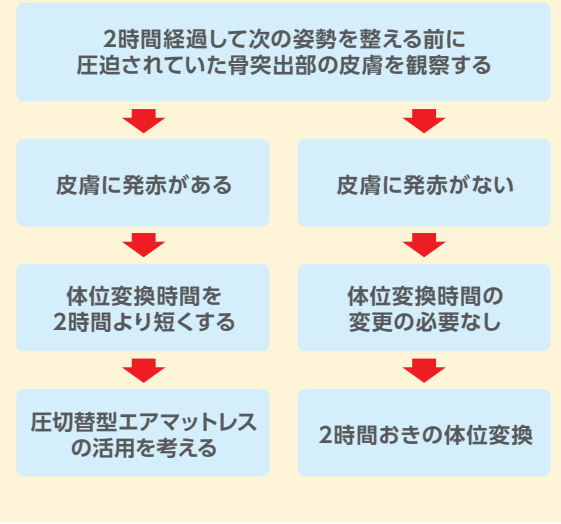 2時間経過して次の姿勢を整える前に
圧迫されていた骨突出部の皮膚を観察する
皮膚に発赤がある
皮膚に発赤がない
体位変換時間を
2時間より短くする
体位変換時間の
変更の必要なし
圧切替型エアマットレス
の活用を考える
2時間おきの体位変換